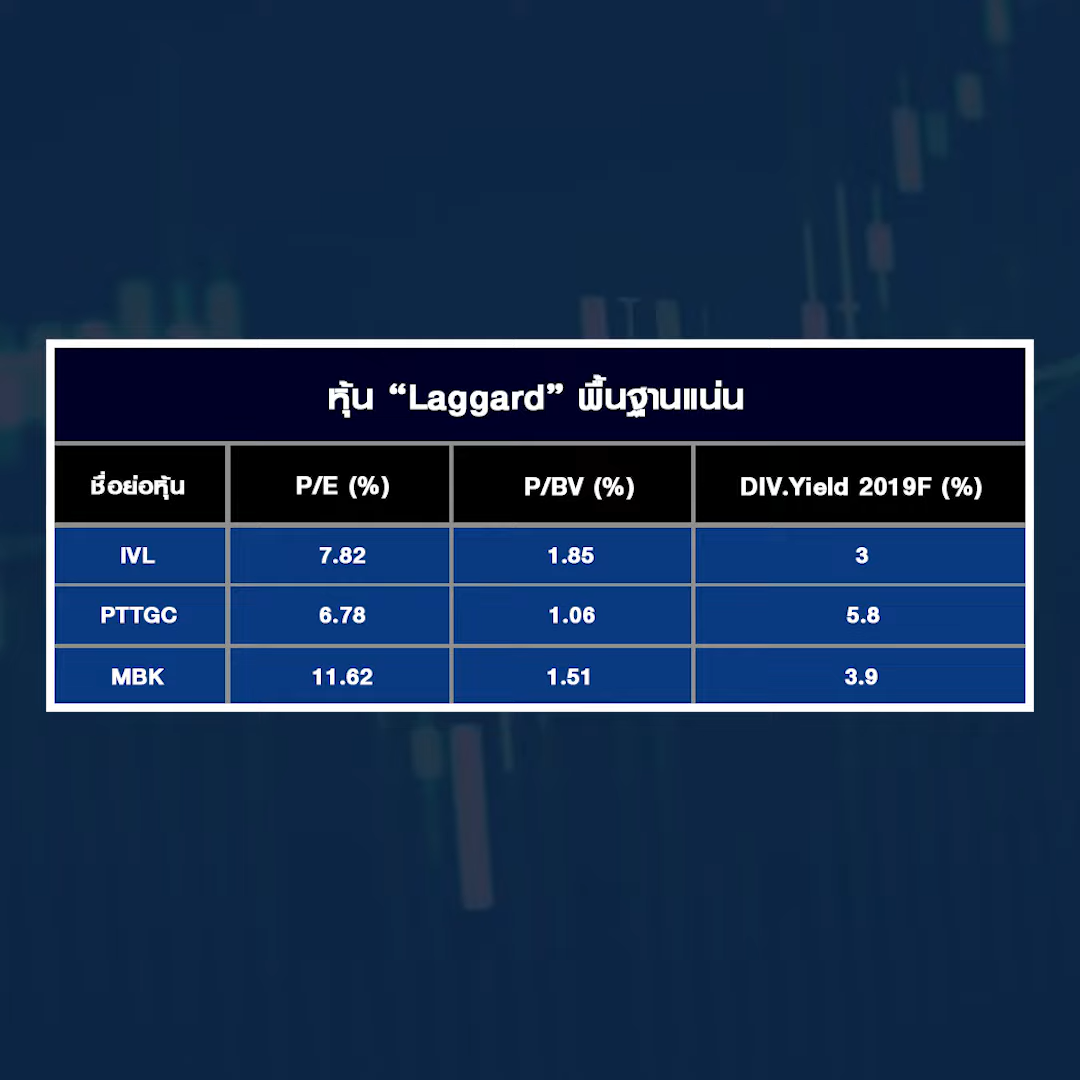 หุ้น “Laggard” พื้นฐานแน่น
ชื่อย่อหุ้น P/E (%) P/BV (%) DIV.Yield 2019F (%)
IVL 7.82 1.85 3
PTTGC 6.78 1.06 5.8
MBK 11.62 1.51 3.9